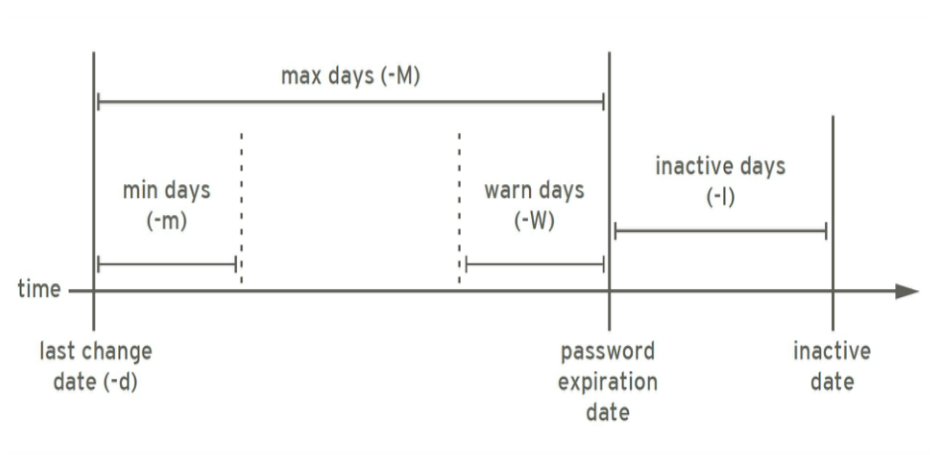 max days (-M)
min days
(-m)
warn days
(-W)
inactive days
(-I)
time
last change
date (-d)
password
expiration
date
inactive
date